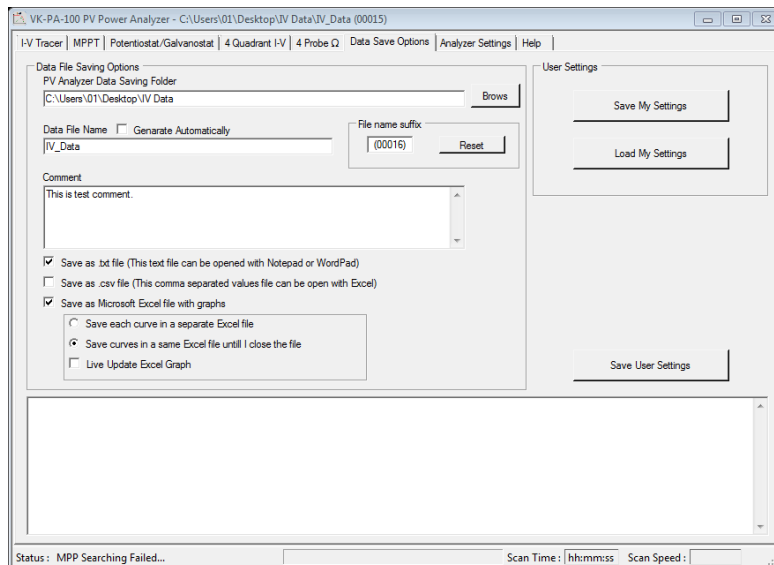 VK-PA-100 PV Power Analyzer - C:\Users\01\Desktop\IV Data\IV_Data (00015)
I-V Tracer MPPT Potentiostat/Galvanostat 4 Quadrant I-V 4 Probe Ω Data Save Options Analyzer Settings Help
Data File Saving Options
User Settings
PV Analyzer Data Saving Folder
C:\Users\01\Desktop\IV Data
Brows
Save My Settings
Data File Name
Genarate Automatically
File name suffix
IV_Data
(00016)
Reset
Load My Settings
Comment
This is test comment.
Save as .txt file (This text file can be opened with Notepad or WordPad)
Save as .csv file (This comma separated values file can be open with Excel)
Save as Microsoft Excel file with graphs
Save each curve in a separate Excel file
Save curves in a same Excel file untill I close the file
Live Update Excel Graph
Save User Settings
Status : MPP Searching Failed...
Scan Time : hh:mm:ss Scan Speed :